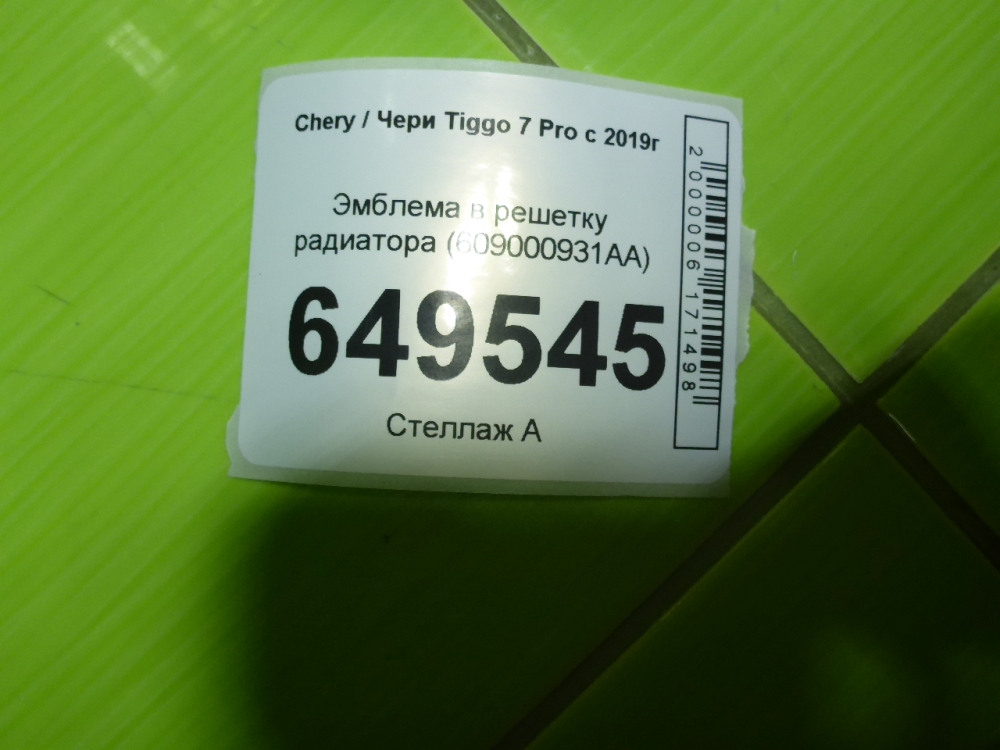 Chery / Чери Tiggo 7 Pro с 2019г
Эмблема в решетку
радиатора (609000931AA)
649545
Стеллаж А
2000006171498